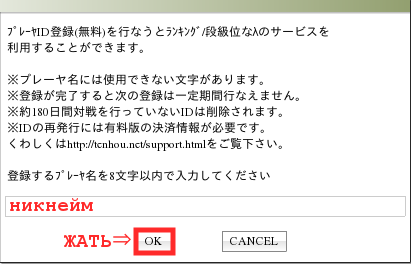 ﾌﾟﾚｰﾔID登録(無料)を行なうとﾗﾝｷﾝｸﾞ/段級位なλのサービスを
利用することができます。
※プレーヤ名には使用できない文字があります。
※登録が完了すると次の登録は一定期間行なえません。
※約180日間対戦を行っていないIDは削除されます。
※IDの再発行には有料版の決済情報が必要です。
くわしくはhttp://tenhou.net/support.htmlをご覧下さい。
登録するﾌﾟﾚｰﾔ名を8文字以内で入力してください
никнейм
ЖАТЬ⇒ OK CANCEL